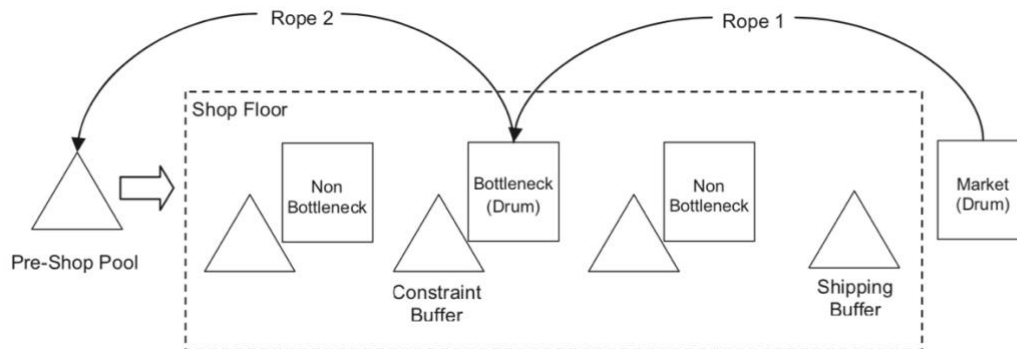 Rope 2
Rope 1
Shop Floor
Non
Bottleneck
Bottleneck
(Drum)
Non
Bottleneck
Market
(Drum)
Pre-Shop Pool
Constraint
Buffer
Shipping
Buffer